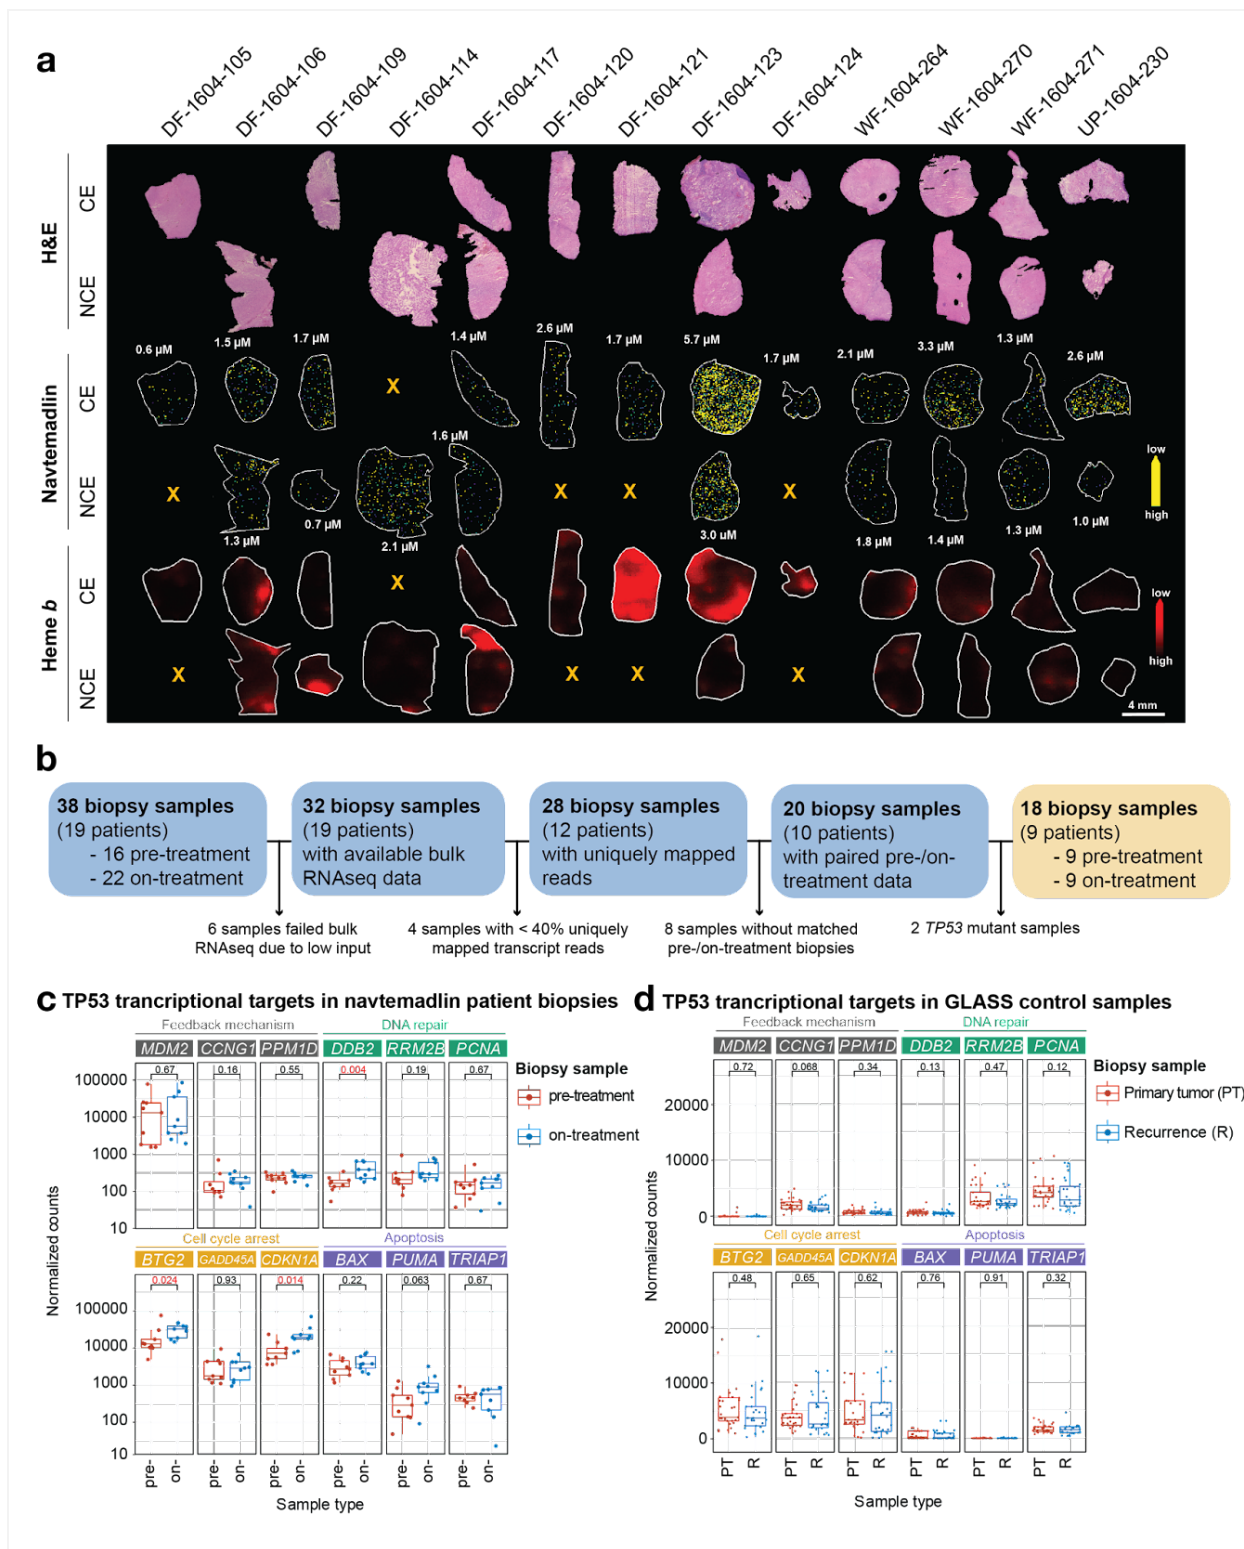 a
DF-1604-105
DF-1604-106
DF-1604-109
DF-1604-114
DF-1604-117
DF-1604-120
DF-1604-121
DF-1604-123
DF-1604-124
WF-1604-264
WF-1604-270
WF-1604-271
UP-1604-230
H&E
CE
NCE
Navtemadlin
CE
NCE
0.6 µM
1.5 µM
1.7 µM
1.4 µM
2.6 µM
1.7 µM
5.7 µM
1.7 µM
2.1 µM
3.3 µM
1.3 µM
2.6 µM
X
X
1.6 µM
X
X
X
low
high
1.3 µM
0.7 µM
2.1 µM
3.0 µM
1.8 µM
1.4 µM
1.3 µM
1.0 µM
Heme b
CE
NCE
X
X
X
X
X
low
high
4 mm
b
38 biopsy samples
(19 patients)
- 16 pre-treatment
- 22 on-treatment
32 biopsy samples
(19 patients)
with available bulk
RNAseq data
28 biopsy samples
(12 patients)
with uniquely mapped
reads
20 biopsy samples
(10 patients)
with paired pre-/on-
treatment data
18 biopsy samples
(9 patients)
- 9 pre-treatment
- 9 on-treatment
6 samples failed bulk
RNAseq due to low input
4 samples with < 40% uniquely
mapped transcript reads
8 samples without matched
pre-/on-treatment biopsies
2 TP53 mutant samples
c TP53 trancriptional targets in navtemadlin patient biopsies
Feedback mechanism
DNA repair
MDM2 CCNG1 PPM1D DDB2 RRM2B PCNA
0.67 0.16 0.55 0.004 0.19 0.67
100000
10000
1000
100
10
Biopsy sample
pre-treatment
on-treatment
Normalized counts
Cell cycle arrest
Apoptosis
BTG2 GADD45A CDKN1A BAX PUMA TRIAP1
0.024 0.93 0.014 0.22 0.063 0.67
100000
10000
1000
100
10
pre- on- pre- on- pre- on- pre- on- pre- on- pre- on-
Sample type
d TP53 trancriptional targets in GLASS control samples
Feedback mechanism
DNA repair
MDM2 CCNG1 PPM1D DDB2 RRM2B PCNA
0.72 0.068 0.34 0.13 0.47 0.12
20000
10000
0
Biopsy sample
Primary tumor (PT)
Recurrence (R)
Normalized counts
Cell cycle arrest
Apoptosis
BTG2 GADD45A CDKN1A BAX PUMA TRIAP1
0.48 0.65 0.62 0.76 0.91 0.32
20000
10000
0
PT R PT R PT R PT R PT R PT R
Sample type